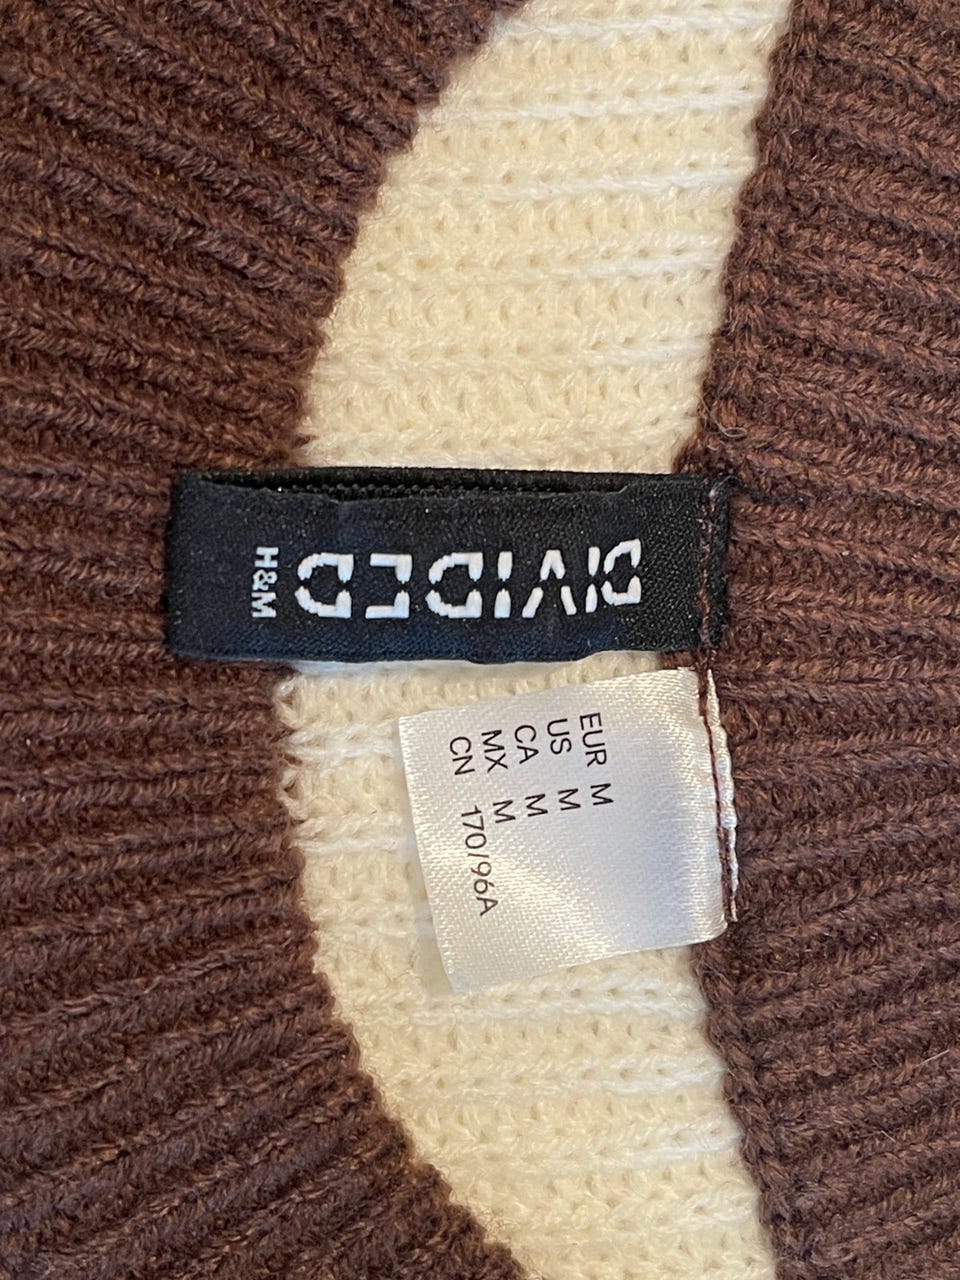 DIVIDED
H&M
EUR M
US M
CA M
MX M
CN 170/96A